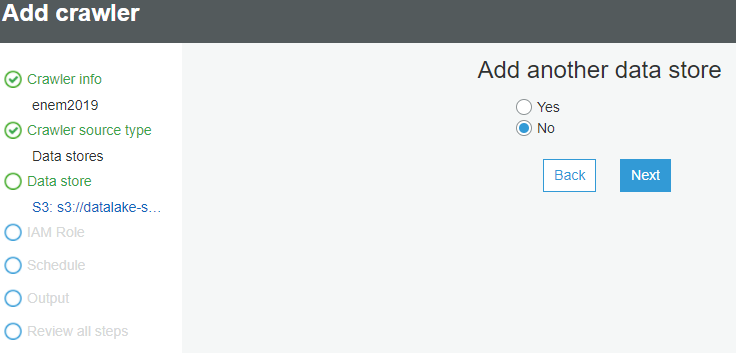 Add crawler
Crawler info
enem2019
Crawler source type
Data stores
Data store
S3: s3://datalake-s...
IAM Role
Schedule
Output
Review all steps
Add another data store
Yes
No
Back
Next